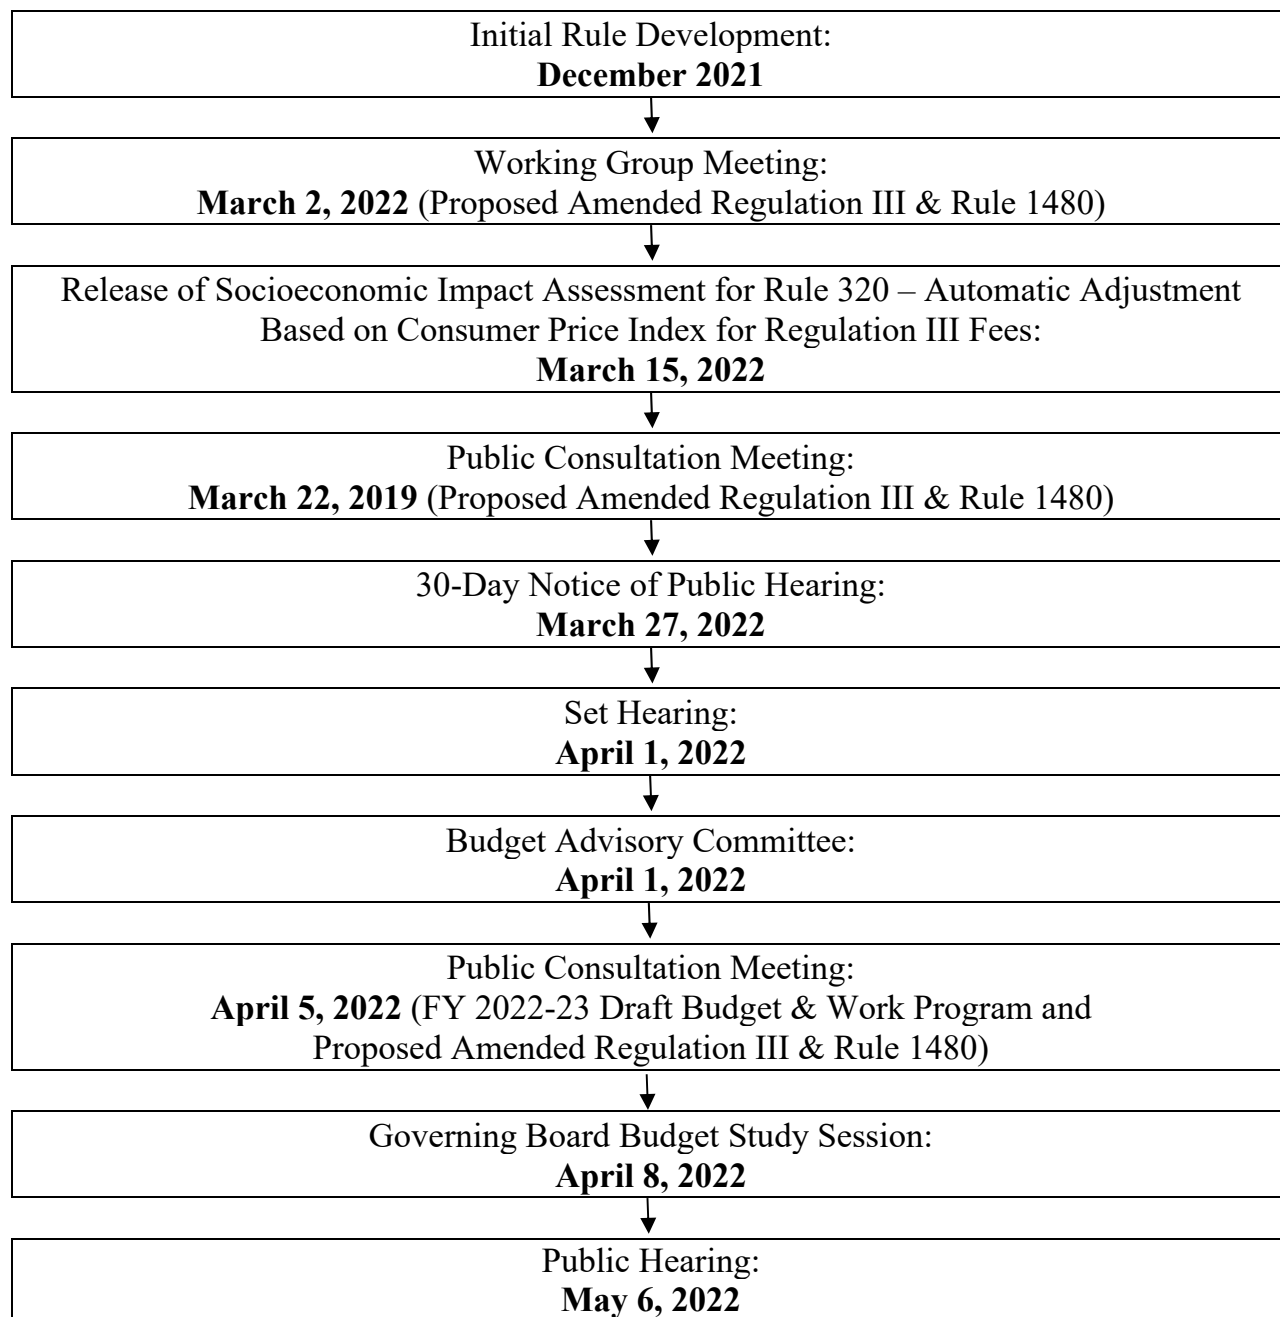 Initial Rule Development:
December 2021
Working Group Meeting:
March 2, 2022 (Proposed Amended Regulation III & Rule 1480)
Release of Socioeconomic Impact Assessment for Rule 320 – Automatic Adjustment
Based on Consumer Price Index for Regulation III Fees:
March 15, 2022
Public Consultation Meeting:
March 22, 2019 (Proposed Amended Regulation III & Rule 1480)
30-Day Notice of Public Hearing:
March 27, 2022
Set Hearing:
April 1, 2022
Budget Advisory Committee:
April 1, 2022
Public Consultation Meeting:
April 5, 2022 (FY 2022-23 Draft Budget & Work Program and
Proposed Amended Regulation III & Rule 1480)
Governing Board Budget Study Session:
April 8, 2022
Public Hearing:
May 6, 2022